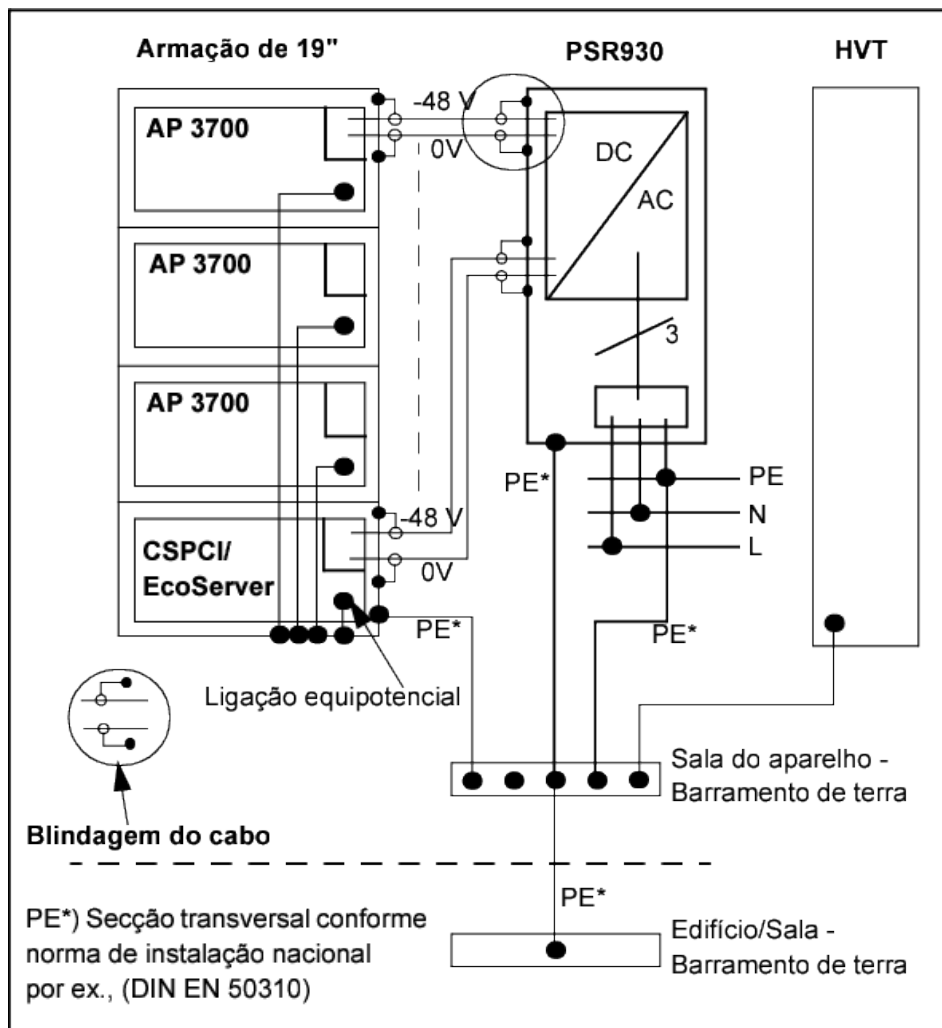 Armação de 19"
PSR930
HVT
AP 3700
-48 V
0V
DC
AC
AP 3700
3
AP 3700
PE*
PE
N
L
-48 V
CSPCI/
EcoServer
0V
PE*
PE*
Ligação equipotencial
Sala do aparelho -
Barramento de terra
Blindagem do cabo
PE*
PE*) Secção transversal conforme
norma de instalação nacional
por ex., (DIN EN 50310)
Edifício/Sala -
Barramento de terra